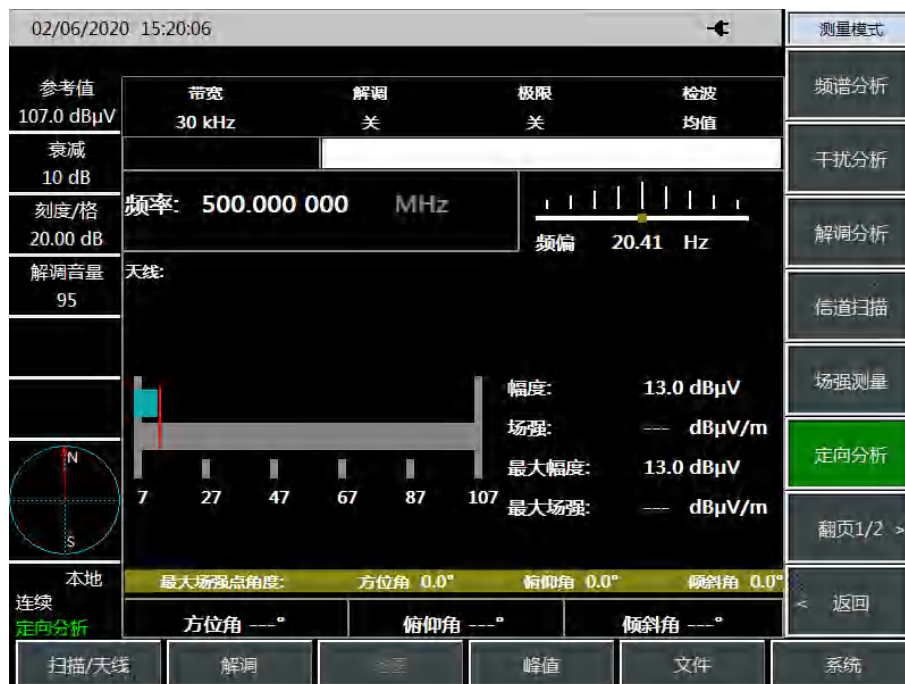 02/06/2020 15:20:06
测量模式
参考值
107.0 dBµV
带宽 解调 极限 检波
30 kHz 关 关 均值
频谱分析
衰减
10 dB
干扰分析
刻度/格
20.00 dB
频率: 500.000 000 MHz
频偏 20.41 Hz
解调分析
解调音量
95
天线:
信道扫描
幅度: 13.0 dBµV
场强: --- dBµV/m
最大幅度: 13.0 dBµV
最大场强: --- dBµV/m
场强测量
7 27 47 67 87 107
N
S
定向分析
翻页1/2 >
最大场强点角度: 方位角 0.0° 俯仰角 0.0° 倾斜角 0.0°
方位角 ---° 俯仰角 ---° 倾斜角 ---°
本地
连续
定向分析
< 返回
扫描/天线 解调 峰值 文件 系统